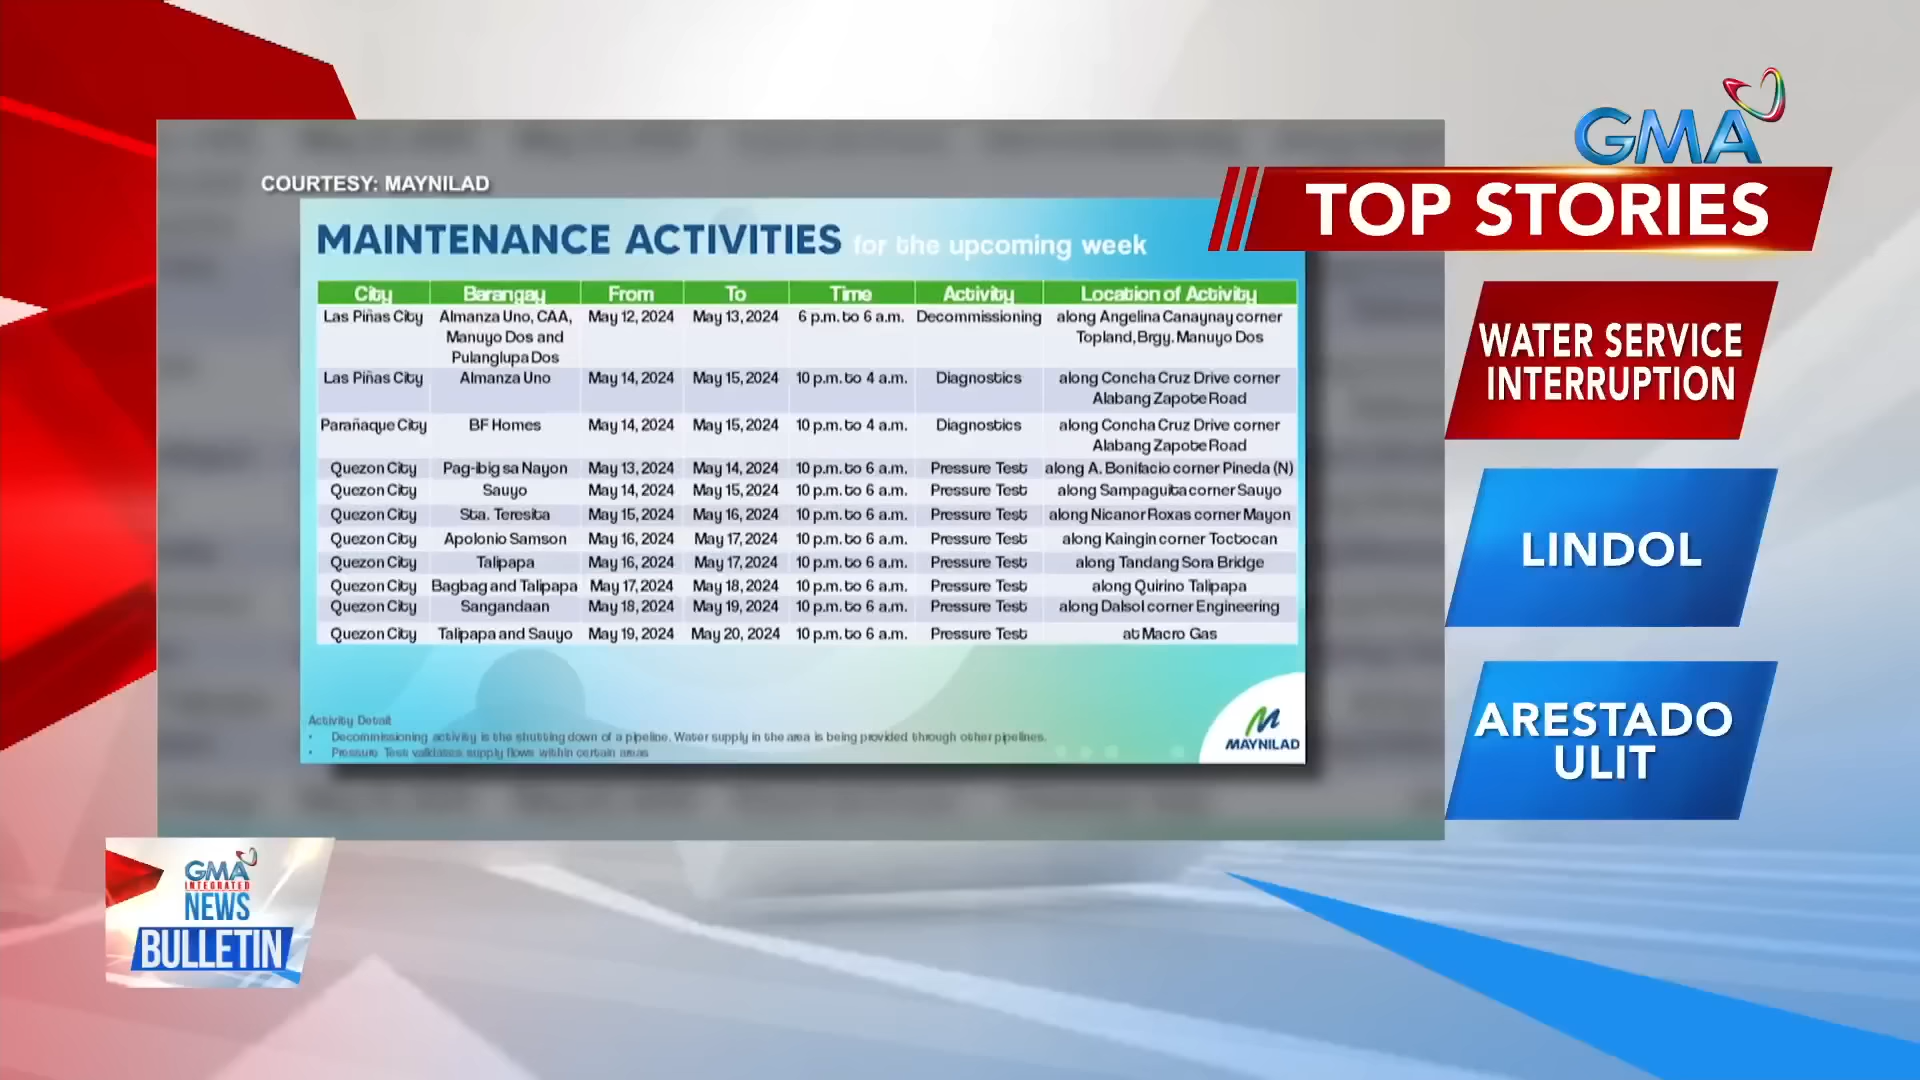 GMA
TOP STORIES
COURTESY: MAYNILAD
MAINTENANCE ACTIVITIES for the upcoming week
City Barangay From To Time Activity Location of Activity
Las Piñas City Almanza Uno, CAA, May 12, 2024 May 13, 2024 6 p.m. to 6 a.m. Decommissioning along Angelina Canaynay corner
Manuyo Dos and Topland, Brgy. Manuyo Dos
Pulanglupa Dos
Las Piñas City Almanza Uno May 14, 2024 May 15, 2024 10 p.m. to 4 a.m. Diagnostics along Concha Cruz Drive corner
Alabang Zapote Road
Parañaque City BF Homes May 14, 2024 May 15, 2024 10 p.m. to 4 a.m. Diagnostics along Concha Cruz Drive corner
Alabang Zapote Road
Quezon City Pag-ibig sa Nayon May 13, 2024 May 14, 2024 10 p.m. to 6 a.m. Pressure Test along A. Bonifacio corner Pineda (N)
Quezon City Sauyo May 14, 2024 May 15, 2024 10 p.m. to 6 a.m. Pressure Test along Sampaguita corner Sauyo
Quezon City Sta. Teresita May 15, 2024 May 16, 2024 10 p.m. to 6 a.m. Pressure Test along Nicanor Roxas corner Mayon
Quezon City Apolonio Samson May 16, 2024 May 17, 2024 10 p.m. to 6 a.m. Pressure Test along Kaingin corner Toctocan
Quezon City Talipapa May 16, 2024 May 17, 2024 10 p.m. to 6 a.m. Pressure Test along Tandang Sora Bridge
Quezon City Bagbag and Talipapa May 17, 2024 May 18, 2024 10 p.m. to 6 a.m. Pressure Test along Quirino Talipapa
Quezon City Sangandaan May 18, 2024 May 19, 2024 10 p.m. to 6 a.m. Pressure Test along Dalsol corner Engineering
Quezon City Talipapa and Sauyo May 19, 2024 May 20, 2024 10 p.m. to 6 a.m. Pressure Test at Macro Gas
Activity Detail
• Decommissioning activity is the shutting down of a pipeline. Water supply in the area is being provided through other pipelines.
• Pressure Test validates supply flows within certain areas
MAYNILAD
WATER SERVICE
INTERRUPTION
LINDOL
ARESTADO
ULIT
GMA
INTEGRATED
NEWS
BULLETIN